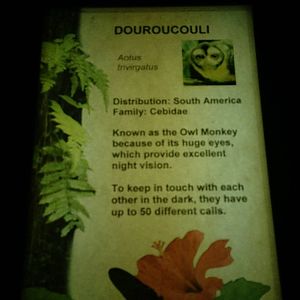 DOUROUCOULI
Aotus
trivirgatus
Distribution: South America
Family: Cebidae
Known as the Owl Monkey
because of its huge eyes,
which provide excellent
night vision.
To keep in touch with each
other in the dark, they have
up to 50 different calls.